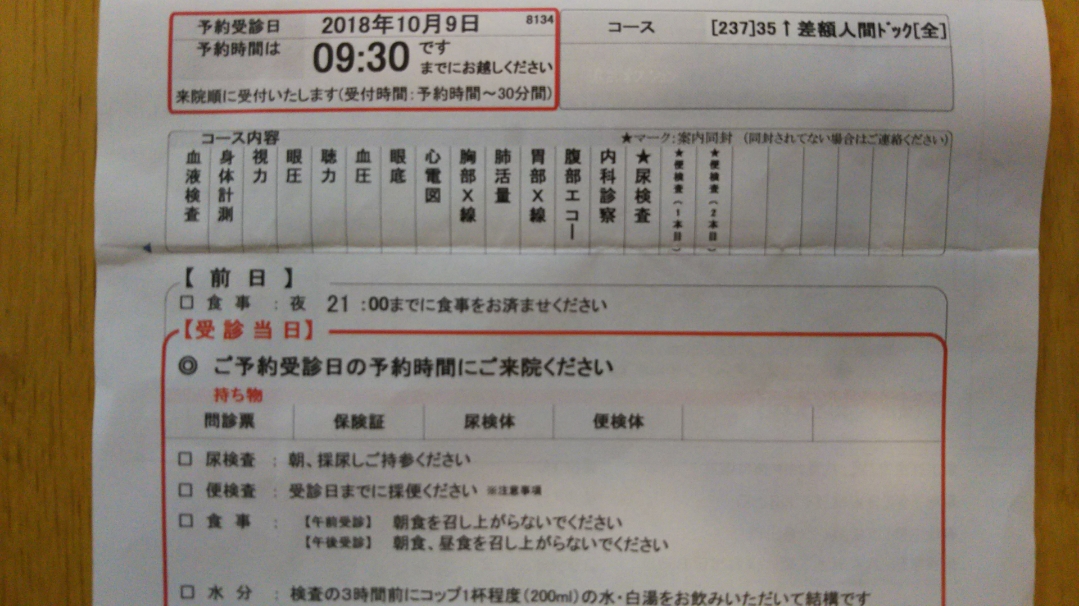 予約受診日 2018年10月9日 8134
予約時間は 09:30 です
までにお越しください
来院順に受付いたします(受付時間:予約時間～30分間)
コース [237]35↑差額人間ﾄﾞｯｸ[全]
コース内容 ★マーク:案内同封 (同封されてない場合はご連絡ください)
血液検査
身体計測
視力
眼圧
聴力
血圧
眼底
心電図
胸部X線
肺活量
胃部X線
腹部エコー
内科診察
★尿検査
★便検査(1本目)
★便検査(2本目)
【前日】
□ 食事 : 夜 21 :00までに食事をお済ませください
【受診当日】
◎ ご予約受診日の予約時間にご来院ください
持ち物
問診票 保険証 尿検体 便検体
□ 尿検査 : 朝、採尿しご持参ください
□ 便検査 : 受診日までに採便ください ※注意事項
□ 食事 : 【午前受診】 朝食を召し上がらないでください
【午後受診】 朝食、昼食を召し上がらないでください
□ 水分 : 検査の3時間前にコップ1杯程度(200ml)の水・白湯をお飲みいただいて結構です